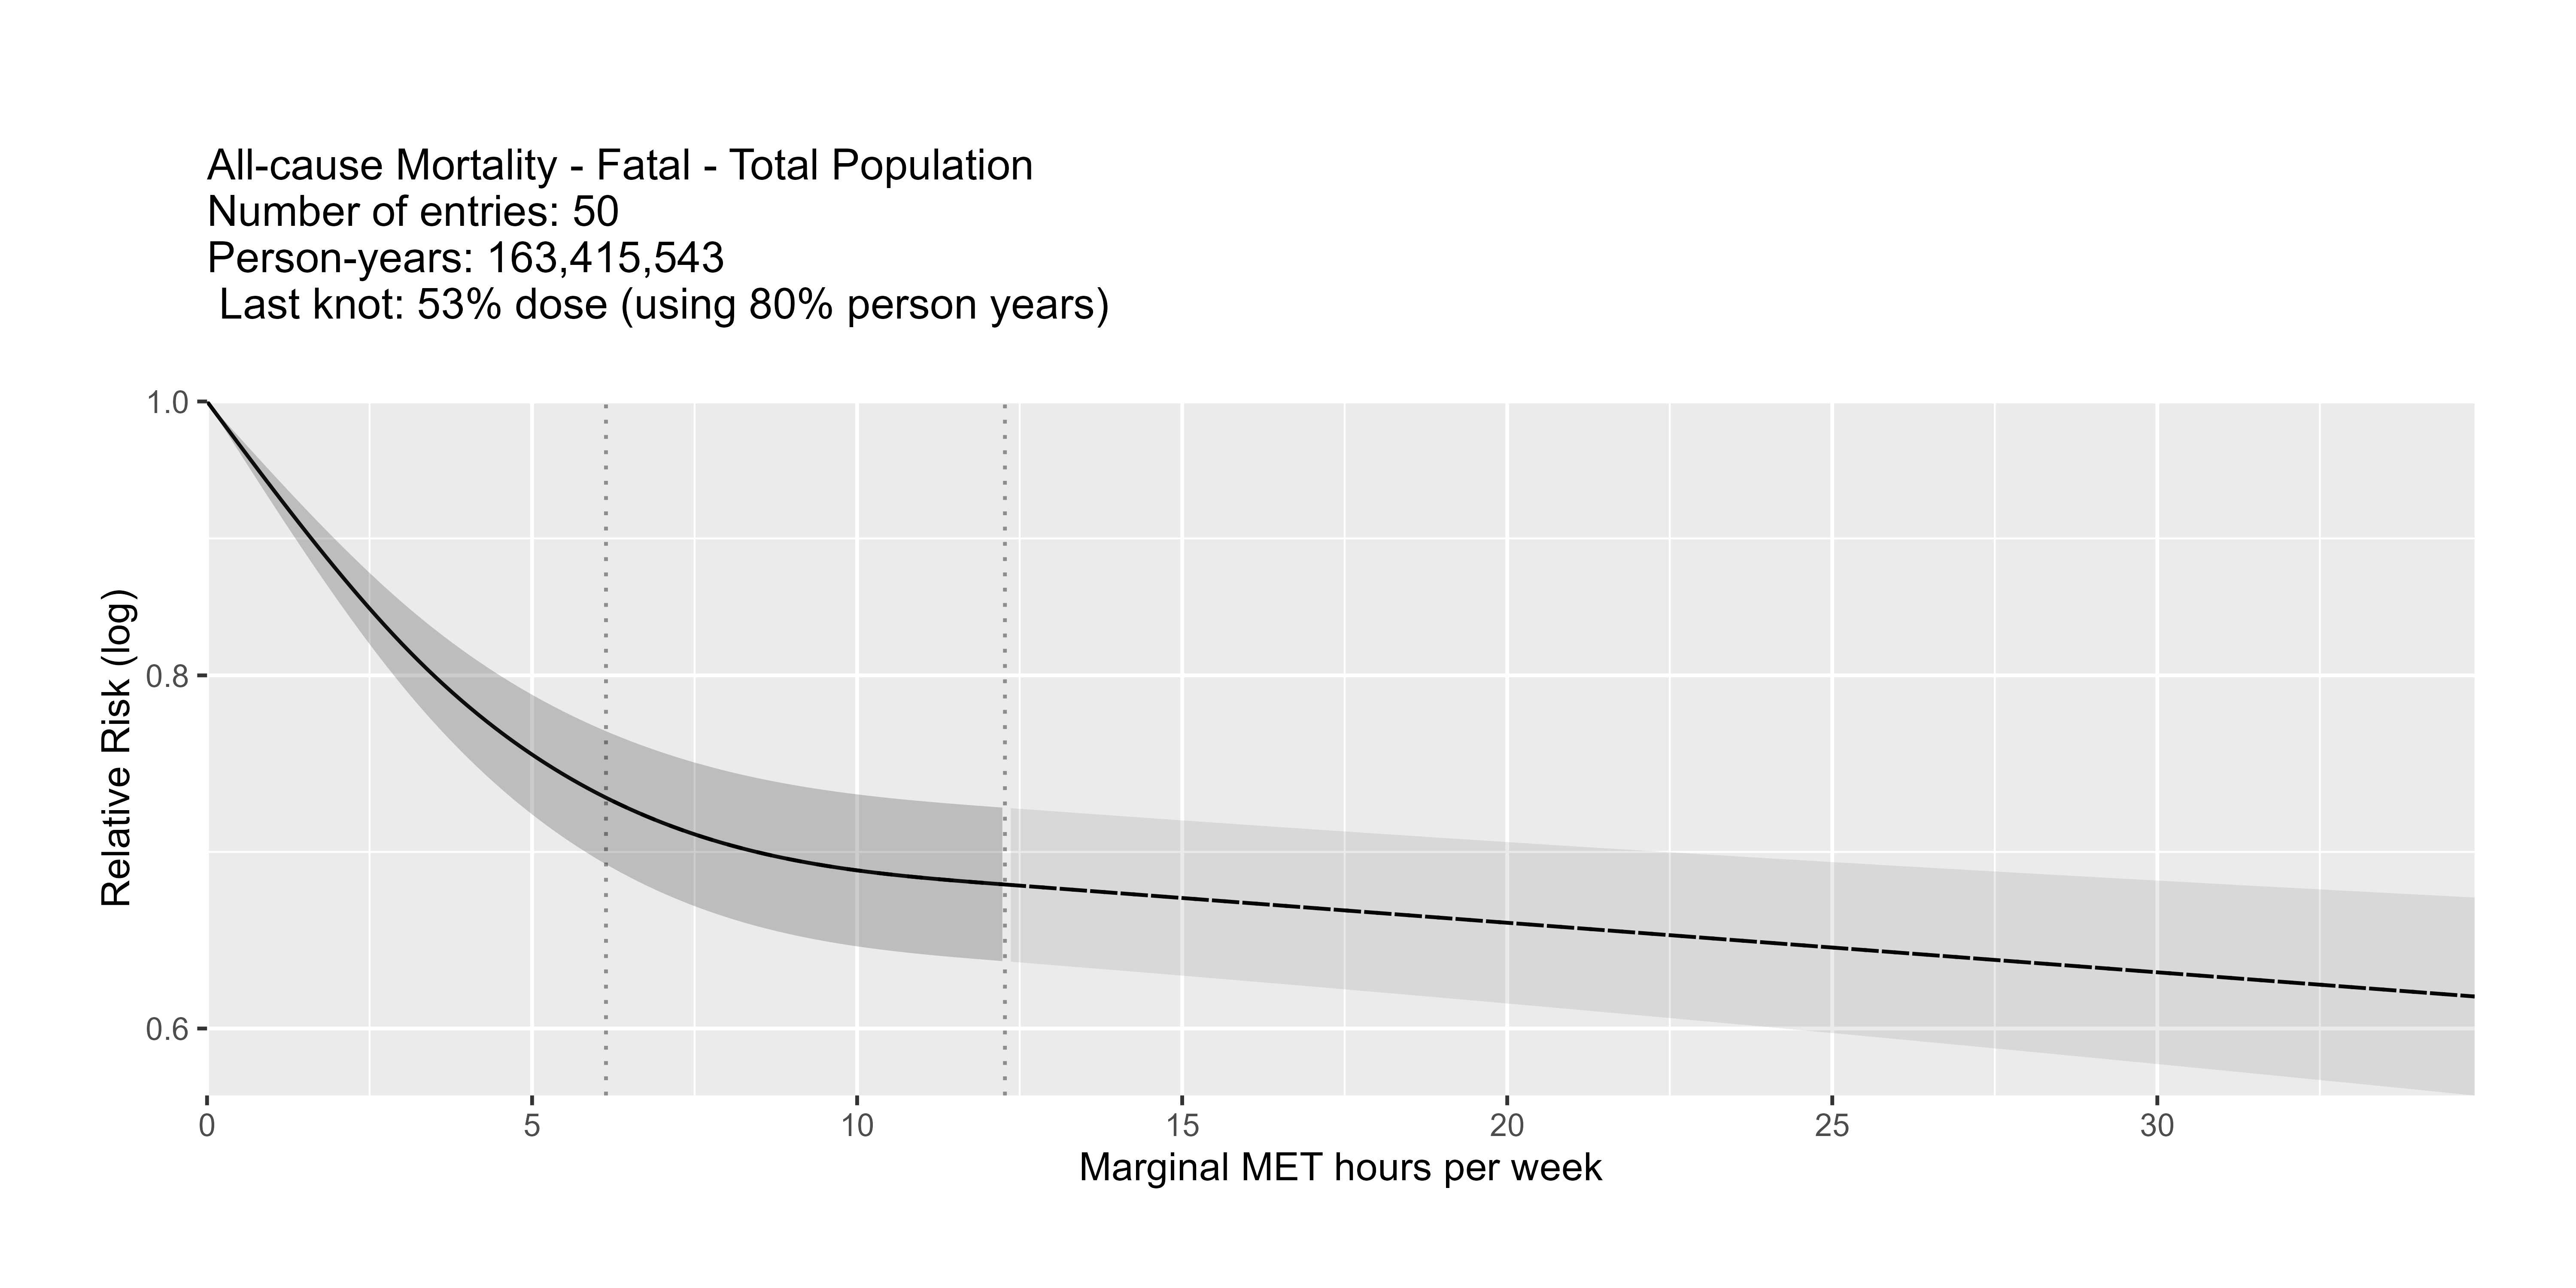 All-cause Mortality - Fatal - Total Population
Number of entries: 50
Person-years: 163,415,543
Last knot: 53% dose (using 80% person years)
1.0
0.8
0.6
Relative Risk (log)
0 5 10 15 20 25 30
Marginal MET hours per week